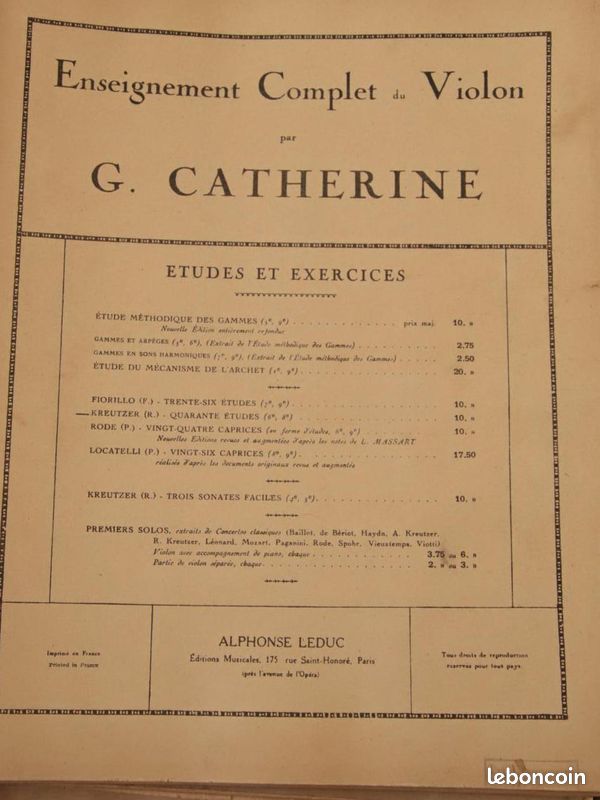 Enseignement Complet du Violon
par
G. CATHERINE
ETUDES ET EXERCICES
ÉTUDE MÉTHODIQUE DES GAMMES (5e, 9e) . . . . . . . . . . . . prix maj. 10. »
Nouvelle Édition entièrement refondue
GAMMES ET ARPÈGES (5e, 6e), (Extrait de l'Étude méthodique des Gammes) . . . . . . . . . . 2.75
GAMMES EN SONS HARMONIQUES (7e, 9e), (Extrait de l'Étude méthodique des Gammes) . . . . . . 2.50
ÉTUDE DU MÉCANISME DE L'ARCHET (1e, 9e) . . . . . . . . . . . . . . . 20. »
FIORILLO (F.) - TRENTE-SIX ÉTUDES (7e, 9e) . . . . . . . . . . . . . . . 10. »
KREUTZER (R.) - QUARANTE ÉTUDES (6e, 8e) . . . . . . . . . . . . . . . 10. »
RODE (P.) - VINGT-QUATRE CAPRICES (en forme d'études, 8e, 9e) . . . . . . . . . . 10. »
Nouvelles Editions revues et augmentées d'après les notes de L. MASSART
LOCATELLI (P.) - VINGT-SIX CAPRICES (8e, 9e) . . . . . . . . . . . . . . . 17.50
réalisés d'après les documents originaux revus et augmentés
KREUTZER (R.) - TROIS SONATES FACILES (4e, 5e) . . . . . . . . . . . . . . . 10. »
PREMIERS SOLOS, extraits de Concertos classiques (Baillot, de Bériot, Haydn, A. Kreutzer,
R. Kreutzer, Léonard, Mozart, Paganini, Rode, Spohr, Vieuxtemps, Viotti)
Violon avec accompagnement de piano, chaque . . . . . . . . . . 3.75 ou 6. »
Partie de violon séparée, chaque . . . . . . . . . . . . . . . 2. » ou 3. »
Imprimé en France
Printed in France
ALPHONSE LEDUC
Éditions Musicales, 175 rue Saint-Honoré, Paris
(près l'avenue de l'Opéra)
Tous droits de reproduction
réservés pour tous pays.
leboncoin